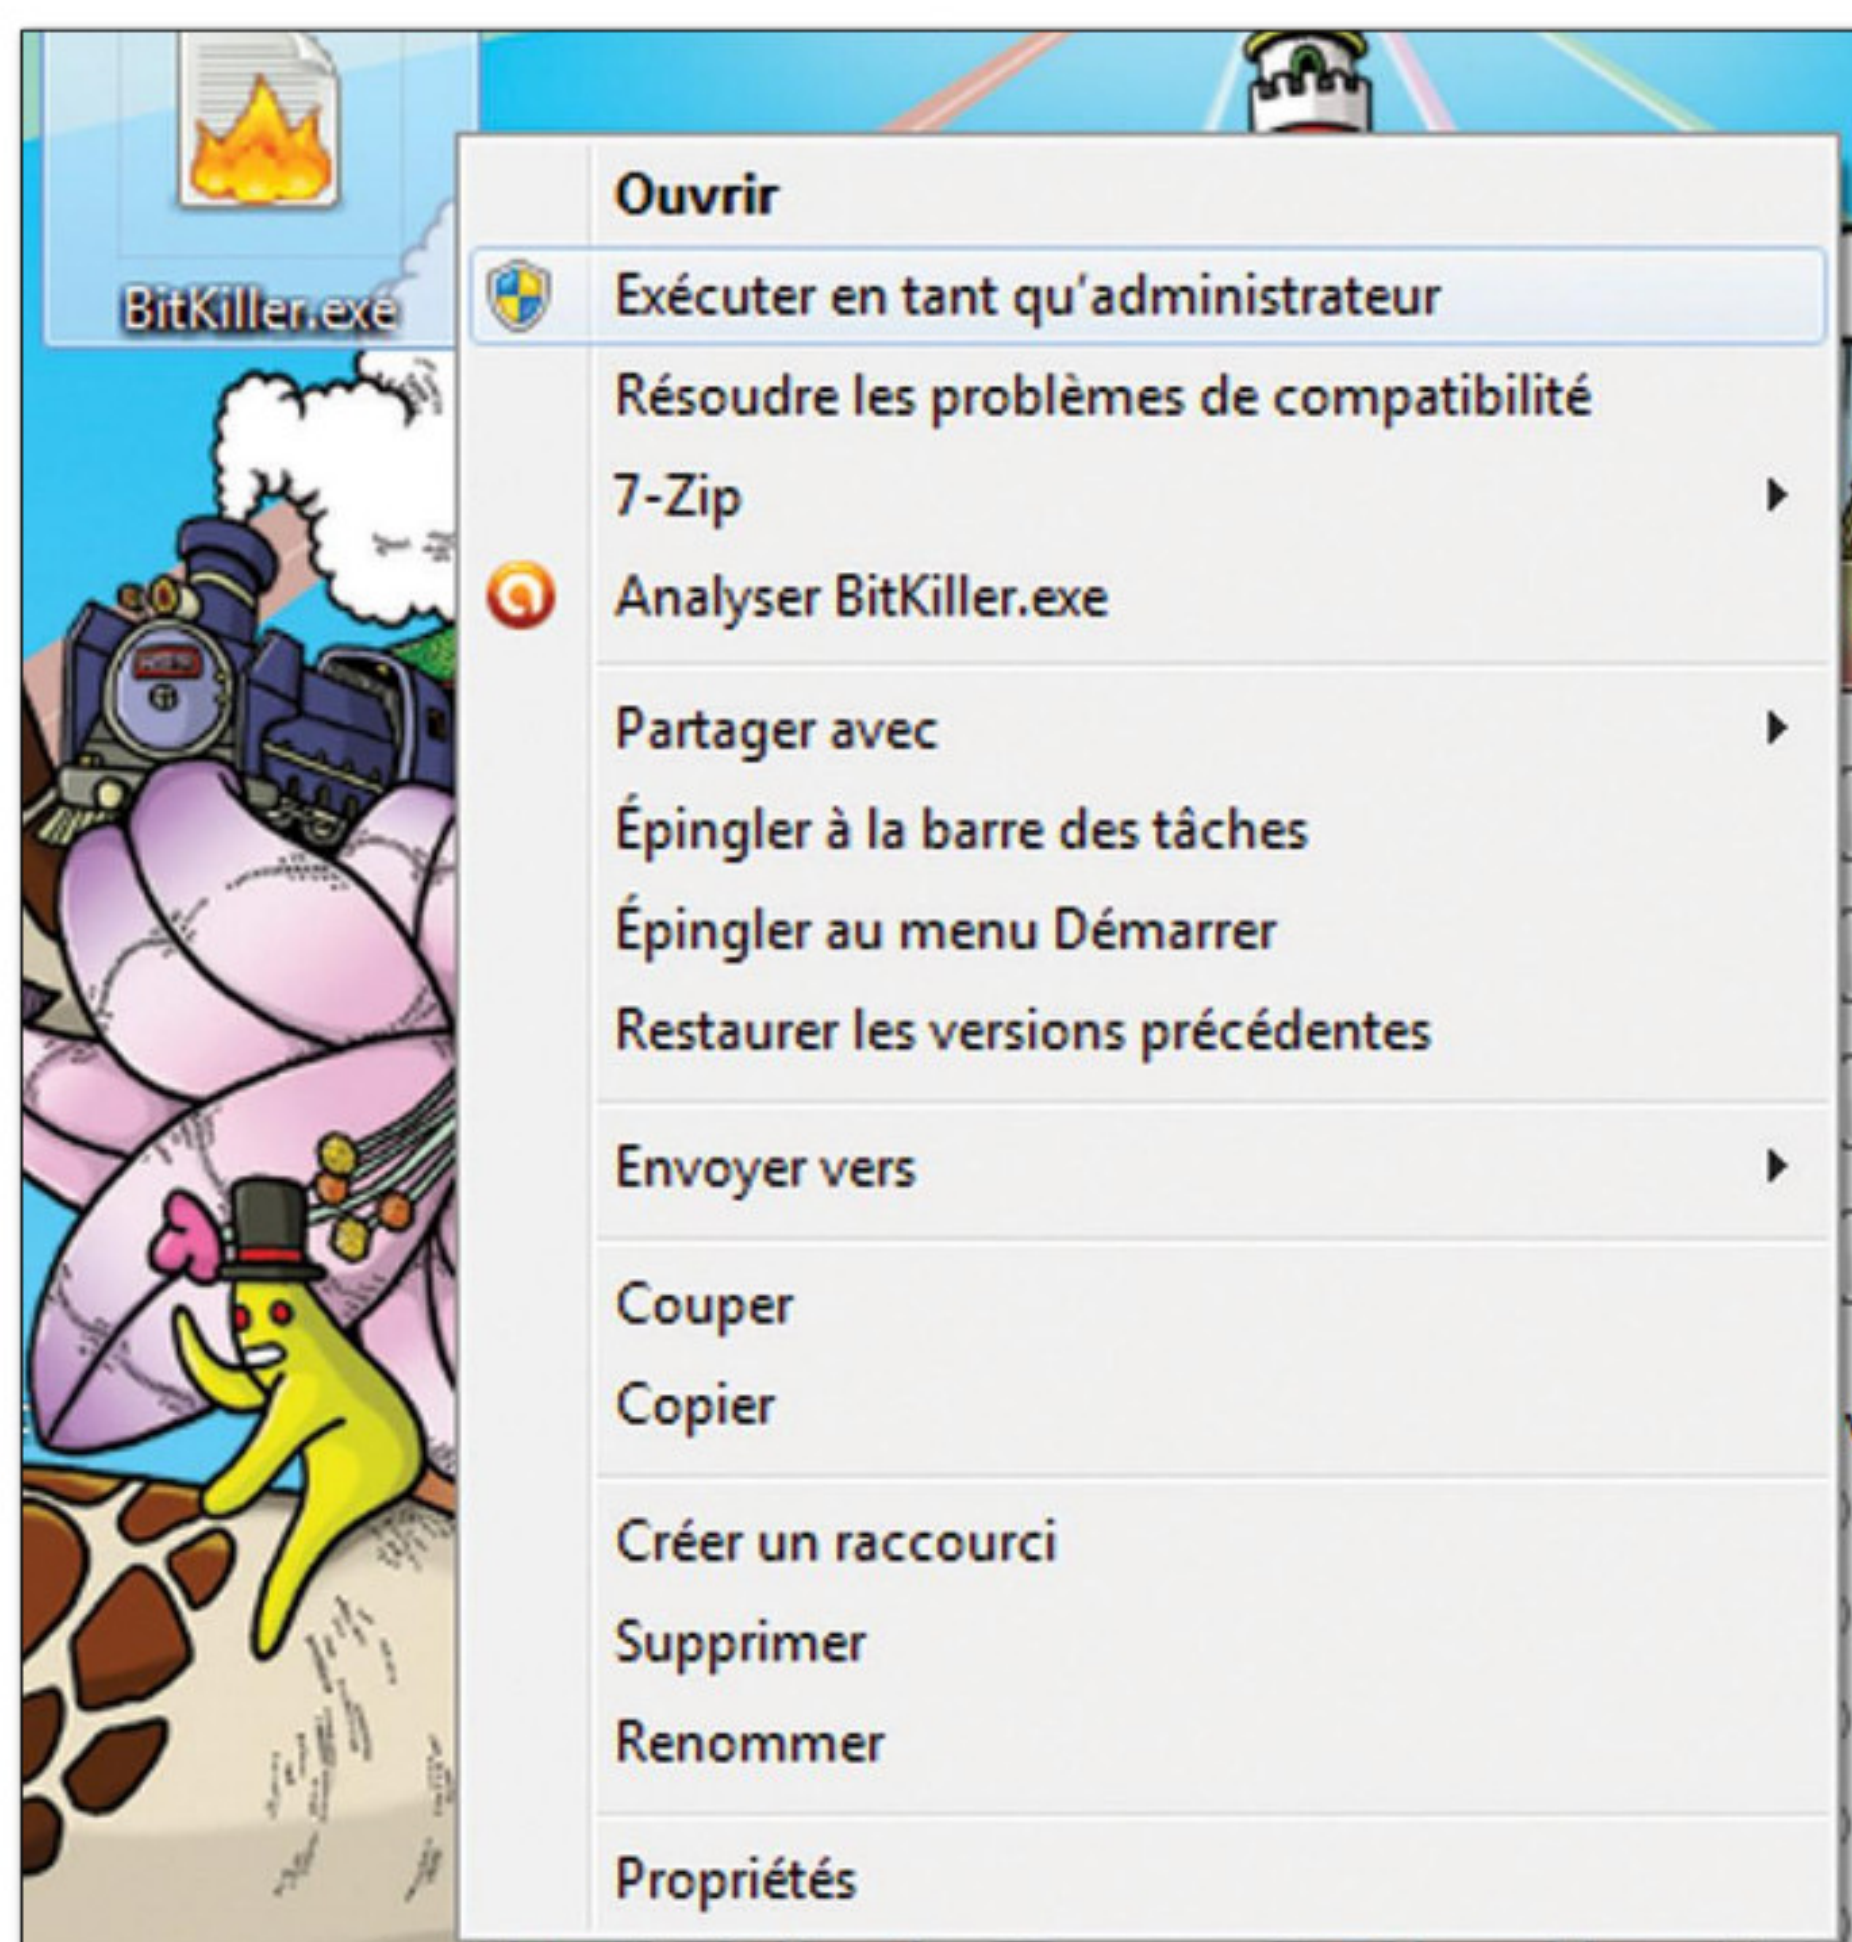 BitKiller.exe
Ouvrir
Exécuter en tant qu'administrateur
Résoudre les problèmes de compatibilité
7-Zip
Analyser BitKiller.exe
Partager avec
Épingler à la barre des tâches
Épingler au menu Démarrer
Restaurer les versions précédentes
Envoyer vers
Couper
Copier
Créer un raccourci
Supprimer
Renommer
Propriétés